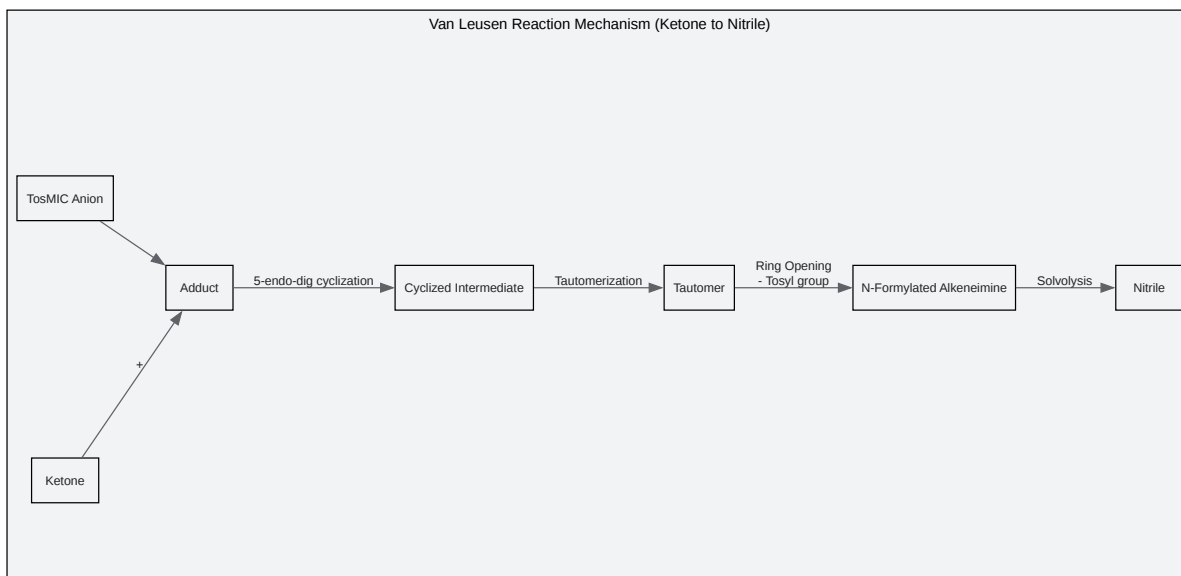 Van Leusen Reaction Mechanism (Ketone to Nitrile)
TosMIC Anion
Adduct
5-endo-dig cyclization
Cyclized Intermediate
Tautomerization
Tautomer
Ring Opening
- Tosyl group
N-Formylated Alkeneimine
Solvolysis
Nitrile
+
Ketone